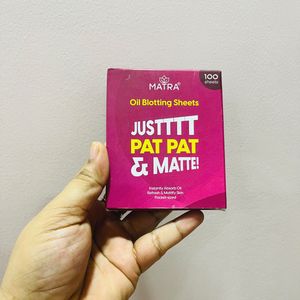 MATRA
100
sheets
Oil Blotting Sheets
JUSTTTT
PAT PAT
& MATTE!
Instantly Absorb Oil
Refresh & Mattify Skin
Pocket-sized